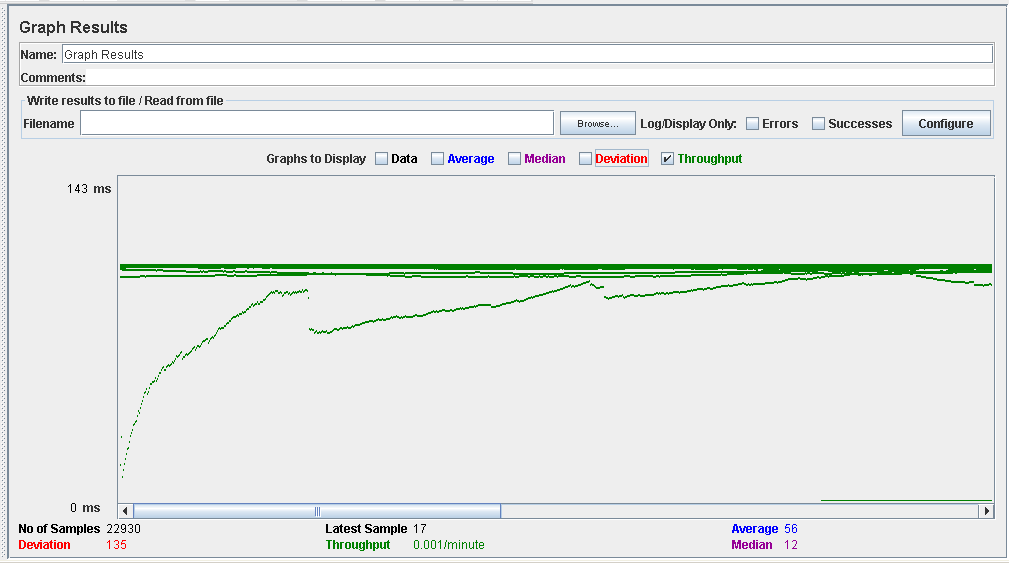 Graph Results
Name: Graph Results
Comments:
Write results to file / Read from file
Filename Browse... Log/Display Only: Errors Successes Configure
Graphs to Display Data Average Median Deviation Throughput
143 ms
0 ms
No of Samples 22930 Latest Sample 17 Average 56
Deviation 135 Throughput 0.001/minute Median 12